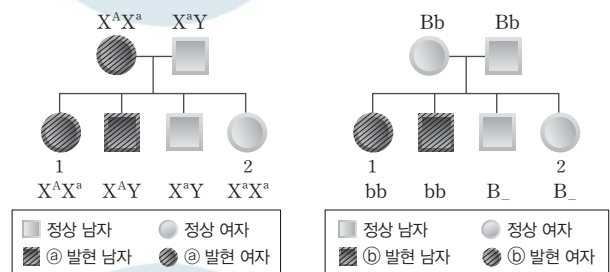 XᴬXᵃ XᵃY
1 2
XᴬXᵃ XᴬY XᵃY XᵃXᵃ
정상 남자 정상 여자
ⓐ 발현 남자 ⓐ 발현 여자
Bb Bb
1 2
bb bb B_ B_
정상 남자 정상 여자
ⓑ 발현 남자 ⓑ 발현 여자